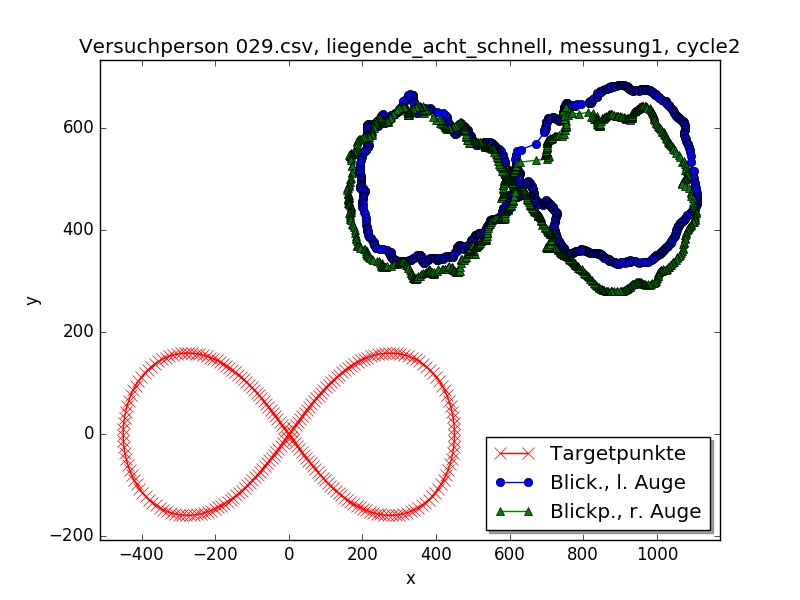 Versuchperson 029.csv, liegende_acht_schnell, messung1, cycle2
600
400
200
0
−200
y
−400
−200
0
200
400
600
800
1000
x
Targetpunkte
Blick., l. Auge
Blickp., r. Auge